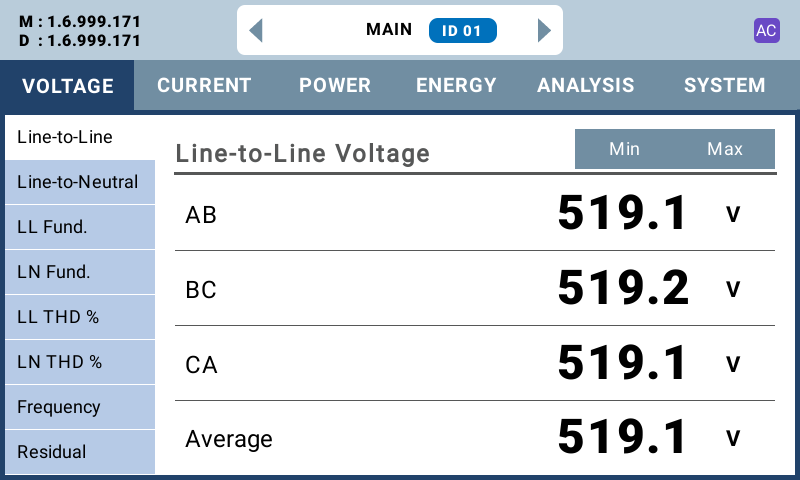 M : 1.6.999.171
D : 1.6.999.171
MAIN ID 01
AC
VOLTAGE CURRENT POWER ENERGY ANALYSIS SYSTEM
Line-to-Line
Line-to-Neutral
LL Fund.
LN Fund.
LL THD %
LN THD %
Frequency
Residual
Line-to-Line Voltage Min Max
AB 519.1 V
BC 519.2 V
CA 519.1 V
Average 519.1 V